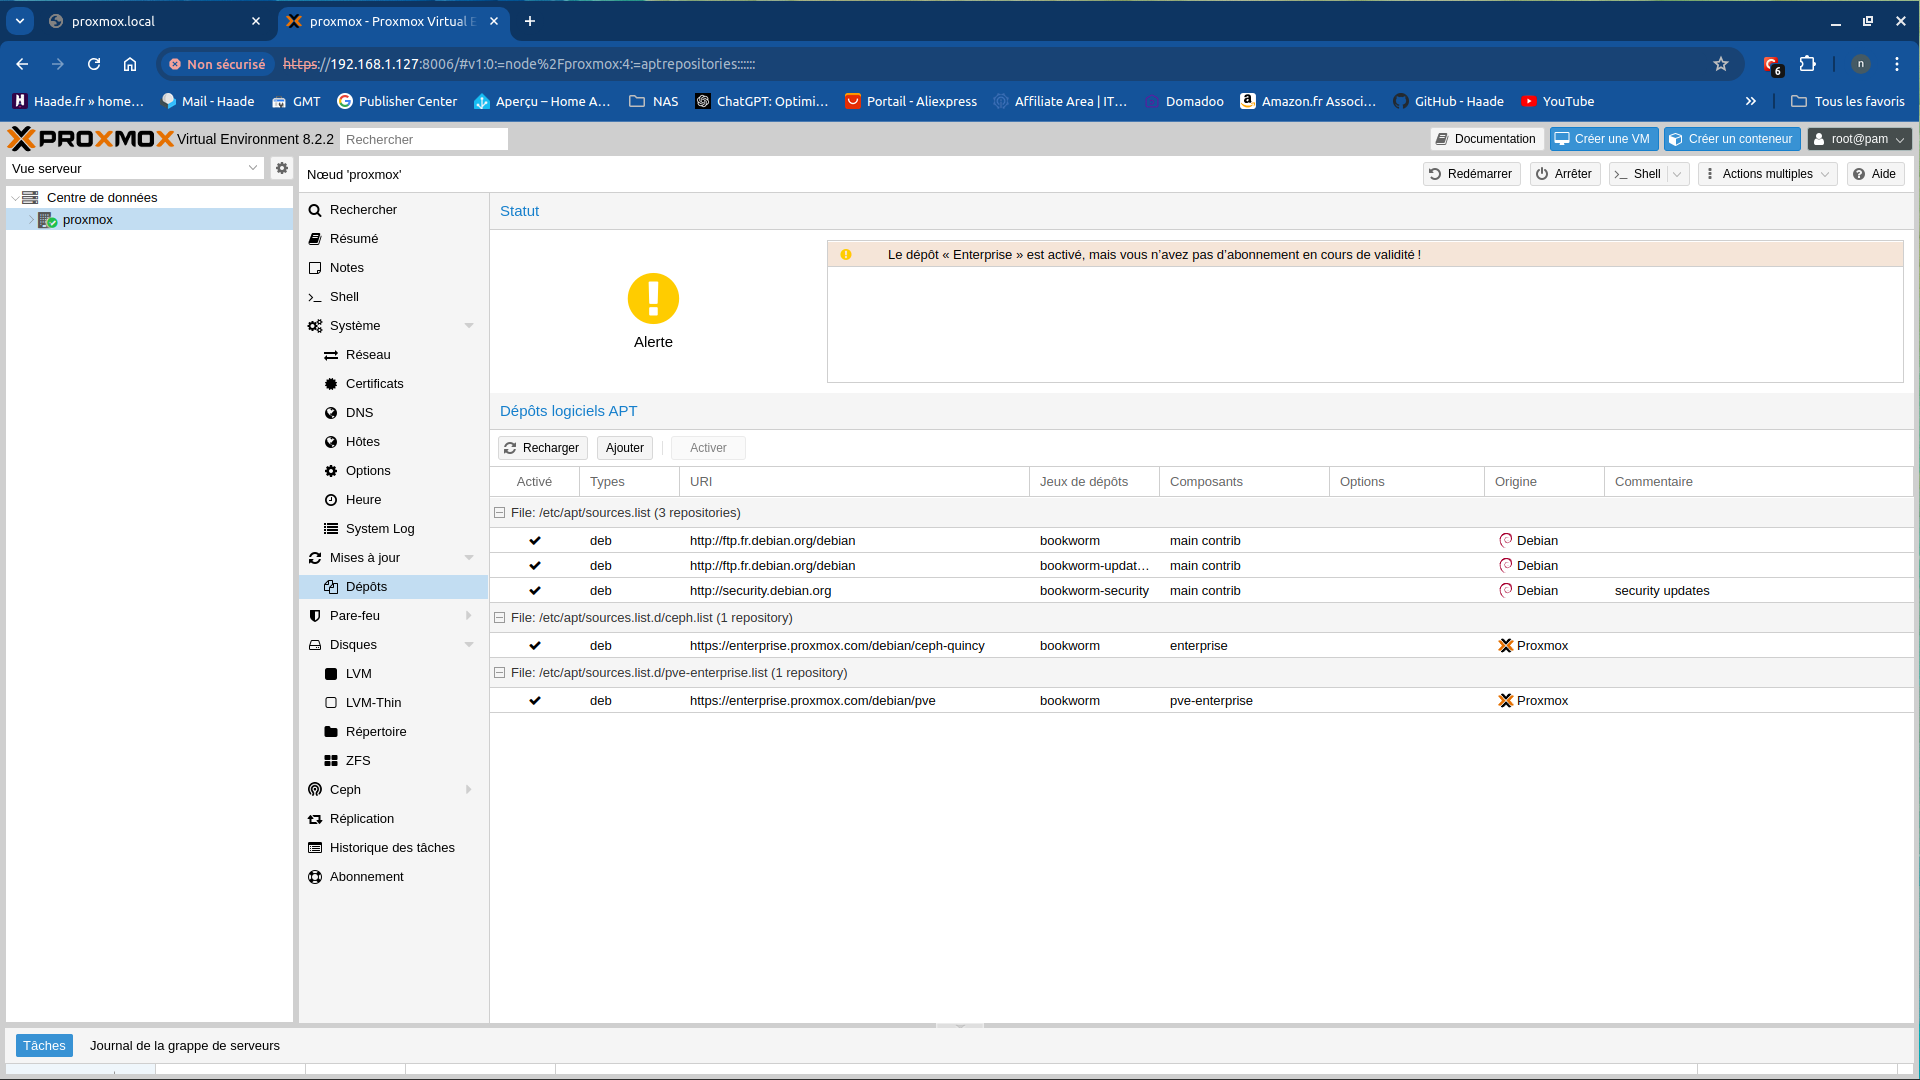 proxmox.local
proxmox - Proxmox Virtual E
Non sécurisé
https://192.168.1.127:8006/#v1:0:=node%2Fproxmox:4:=aptrepositories::::::
6
n
Haade.fr » home…
Mail - Haade
GMT
Publisher Center
Aperçu – Home A…
NAS
ChatGPT: Optimi…
Portail - Aliexpress
Affiliate Area | IT…
Domadoo
Amazon.fr Associ…
GitHub - Haade
YouTube
Tous les favoris
PROXMOX Virtual Environment 8.2.2
Rechercher
Documentation
Créer une VM
Créer un conteneur
root@pam
Vue serveur
Nœud 'proxmox'
Redémarrer
Arrêter
Shell
Actions multiples
Aide
Centre de données
proxmox
Rechercher
Résumé
Notes
Shell
Système
Réseau
Certificats
DNS
Hôtes
Options
Heure
System Log
Mises à jour
Dépôts
Pare-feu
Disques
LVM
LVM-Thin
Répertoire
ZFS
Ceph
Réplication
Historique des tâches
Abonnement
Statut
Alerte
Le dépôt « Enterprise » est activé, mais vous n’avez pas d’abonnement en cours de validité !
Dépôts logiciels APT
Recharger
Ajouter
Activer
Activé Types URI Jeux de dépôts Composants Options Origine Commentaire
File: /etc/apt/sources.list (3 repositories)
deb http://ftp.fr.debian.org/debian bookworm main contrib Debian
deb http://ftp.fr.debian.org/debian bookworm-updat… main contrib Debian
deb http://security.debian.org bookworm-security main contrib Debian security updates
File: /etc/apt/sources.list.d/ceph.list (1 repository)
deb https://enterprise.proxmox.com/debian/ceph-quincy bookworm enterprise Proxmox
File: /etc/apt/sources.list.d/pve-enterprise.list (1 repository)
deb https://enterprise.proxmox.com/debian/pve bookworm pve-enterprise Proxmox
Tâches
Journal de la grappe de serveurs